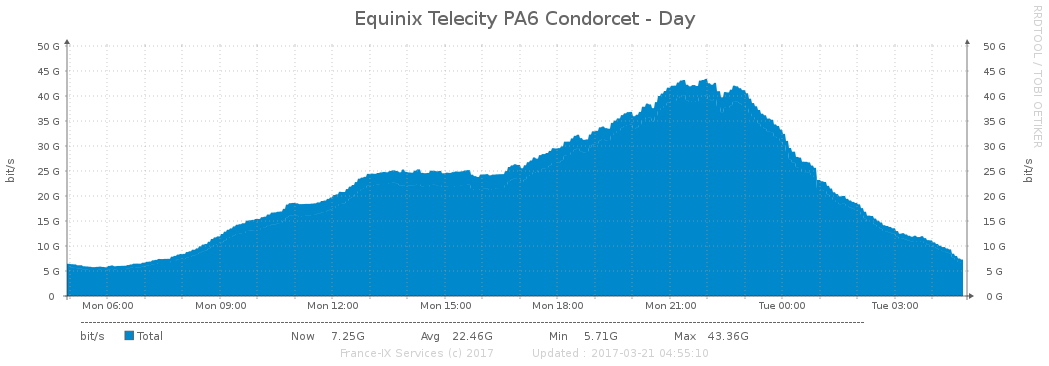 Equinix Telecity PA6 Condorcet - Day
RRDTOOL / TOBI OETIKER
50 G 50 G
45 G 45 G
40 G 40 G
35 G 35 G
30 G 30 G
25 G 25 G
20 G 20 G
15 G 15 G
10 G 10 G
5 G 5 G
0 0 G
bit/s
bit/s
Mon 06:00 Mon 09:00 Mon 12:00 Mon 15:00 Mon 18:00 Mon 21:00 Tue 00:00 Tue 03:00
bit/s Total Now 7.25G Avg 22.46G Min 5.71G Max 43.36G
France-IX Services (c) 2017 Updated : 2017-03-21 04:55:10